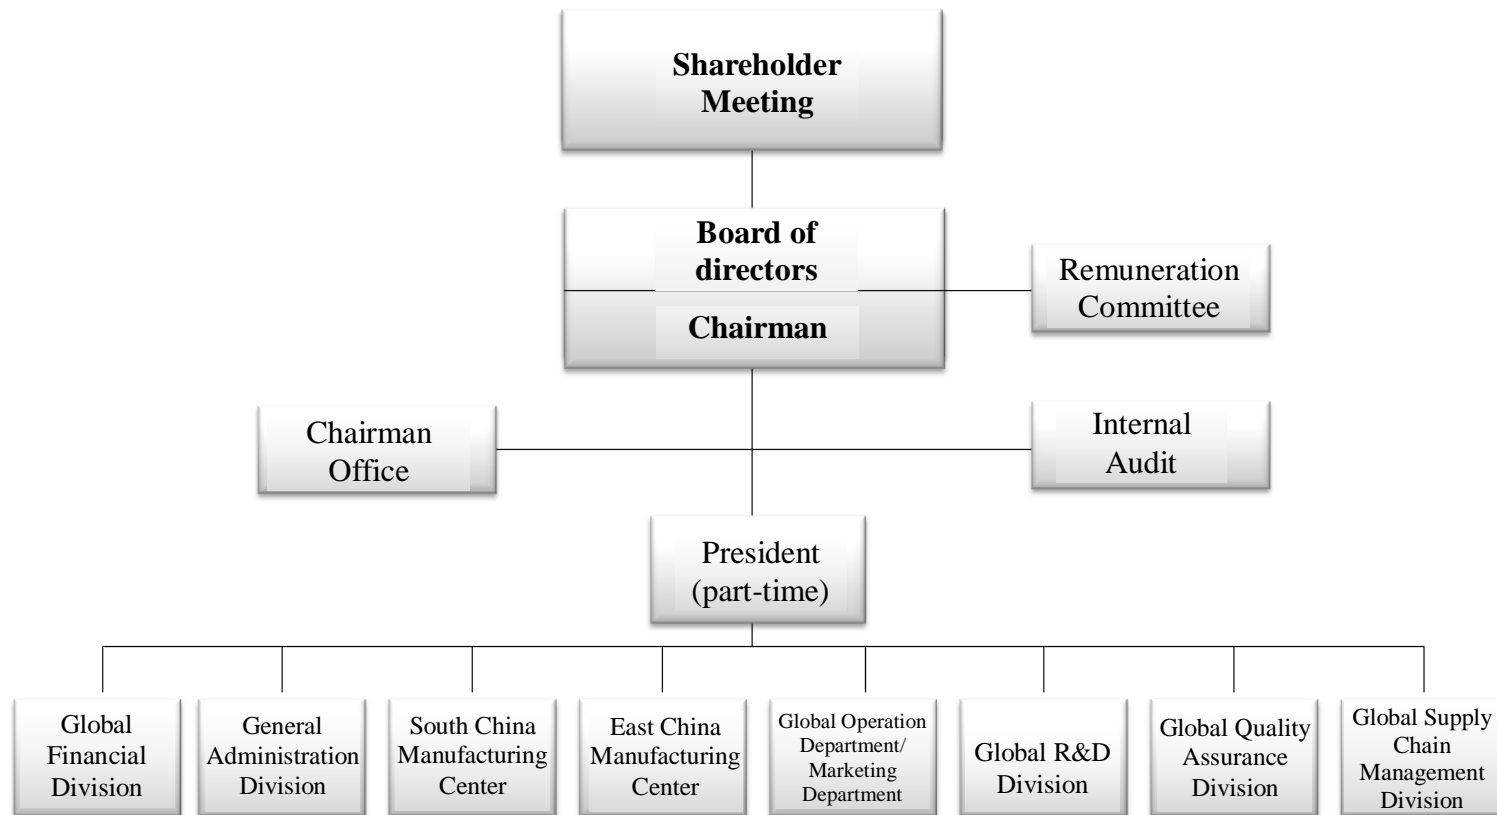 Shareholder
Meeting
Board of
directors
Chairman
Remuneration
Committee
Chairman
Office
Internal
Audit
President
(part-time)
Global
Financial
Division
General
Administration
Division
South China
Manufacturing
Center
East China
Manufacturing
Center
Global Operation
Department/
Marketing
Department
Global R&D
Division
Global Quality
Assurance
Division
Global Supply
Chain
Management
Division